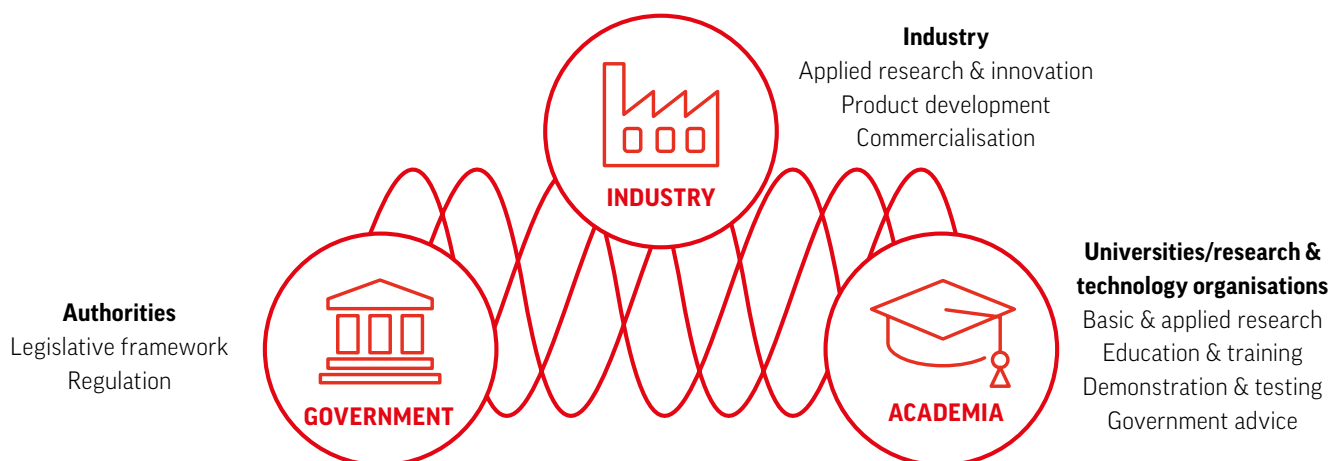 Industry
Applied research & innovation
Product development
Commercialisation
INDUSTRY
Authorities
Legislative framework
Regulation
GOVERNMENT
ACADEMIA
Universities/research &
technology organisations
Basic & applied research
Education & training
Demonstration & testing
Government advice